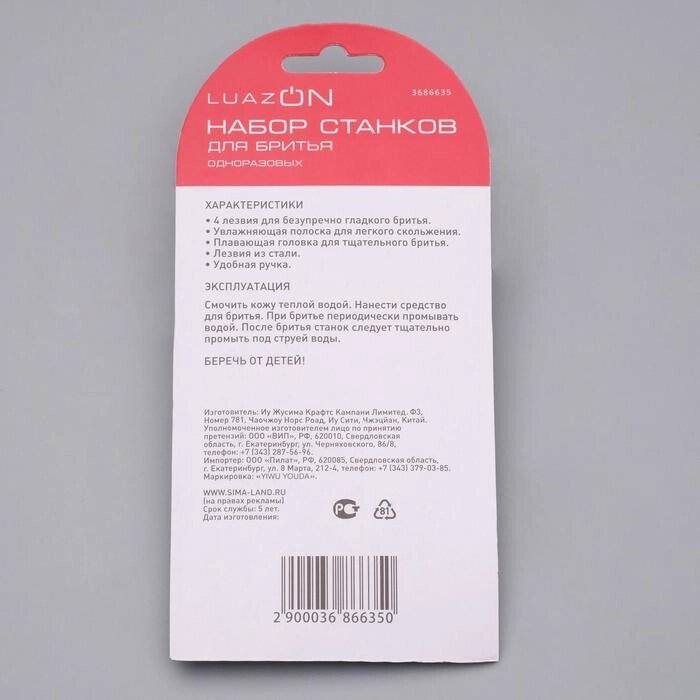 LUAZON
3686635
НАБОР СТАНКОВ
ДЛЯ БРИТЬЯ
ОДНОРАЗОВЫХ
ХАРАКТЕРИСТИКИ
• 4 лезвия для безупречно гладкого бритья.
• Увлажняющая полоска для легкого скольжения.
• Плавающая головка для тщательного бритья.
• Лезвия из стали.
• Удобная ручка.
ЭКСПЛУАТАЦИЯ
Смочить кожу теплой водой. Нанести средство
для бритья. При бритье периодически промывать
водой. После бритья станок следует тщательно
промыть под струей воды.
БЕРЕЧЬ ОТ ДЕТЕЙ!
Изготовитель: Иу Жусима Крафтс Кампани Лимитед. Ф3,
Номер 781, Чаочжоу Норс Роад, Иу Сити, Чжэцйан, Китай.
Уполномоченное изготовителем лицо по принятию
претензий: ООО «ВИП», РФ, 620010, Свердловская
область, г. Екатеринбург, ул. Черняховского, 86/8,
телефон: +7 (343) 287-56-96.
Импортер: ООО «Пилат», РФ, 620085, Свердловская область,
г. Екатеринбург, ул. 8 Марта, 212-4, телефон: +7 (343) 379-03-85.
Маркировка: «YIWU YOUDA».
WWW.SIMA-LAND.RU
(на правах рекламы)
Срок службы: 5 лет.
Дата изготовления:
РСТ
81
2 900036 866350